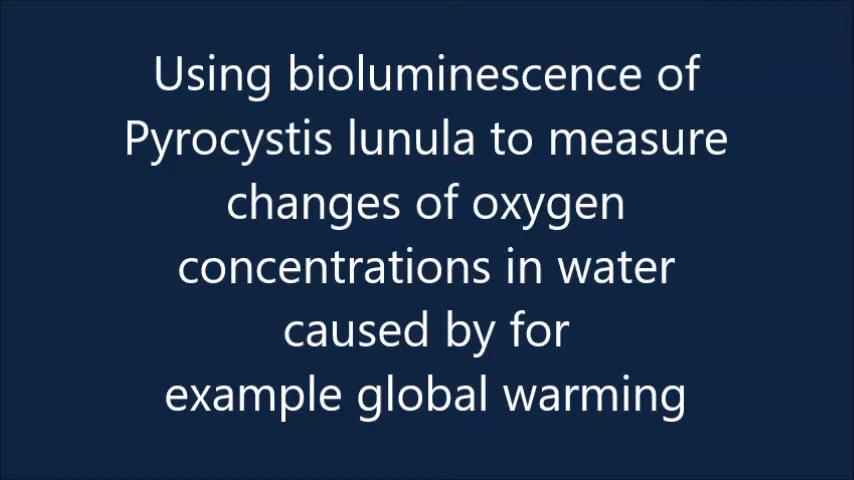 Using bioluminescence of
Pyrocystis lunula to measure
changes of oxygen
concentrations in water
caused by for
example global warming